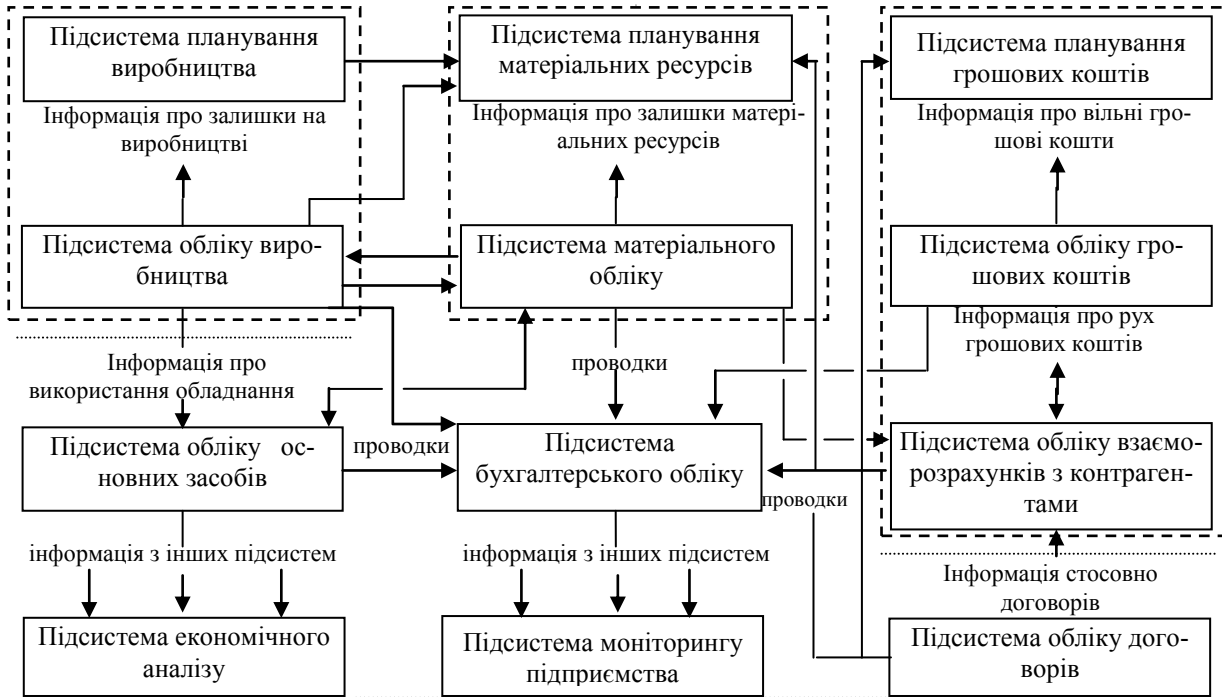 Підсистема планування
виробництва
Підсистема планування
матеріальних ресурсів
Підсистема планування
грошових коштів
Інформація про залишки на
виробництві
Інформація про залишки матері-
альних ресурсів
Інформація про вільні гро-
шові кошти
Підсистема обліку виро-
бництва
Підсистема матеріального
обліку
Підсистема обліку гро-
шових коштів
Інформація про
використання обладнання
проводки
Інформація про рух
грошових коштів
Підсистема обліку ос-
новних засобів
проводки
Підсистема
бухгалтерського обліку
проводки
Підсистема обліку взаємо-
розрахунків з контраген-
тами
інформація з інших підсистем
інформація з інших підсистем
Інформація стосовно
договорів
Підсистема економічного
аналізу
Підсистема моніторингу
підприємства
Підсистема обліку дого-
ворів